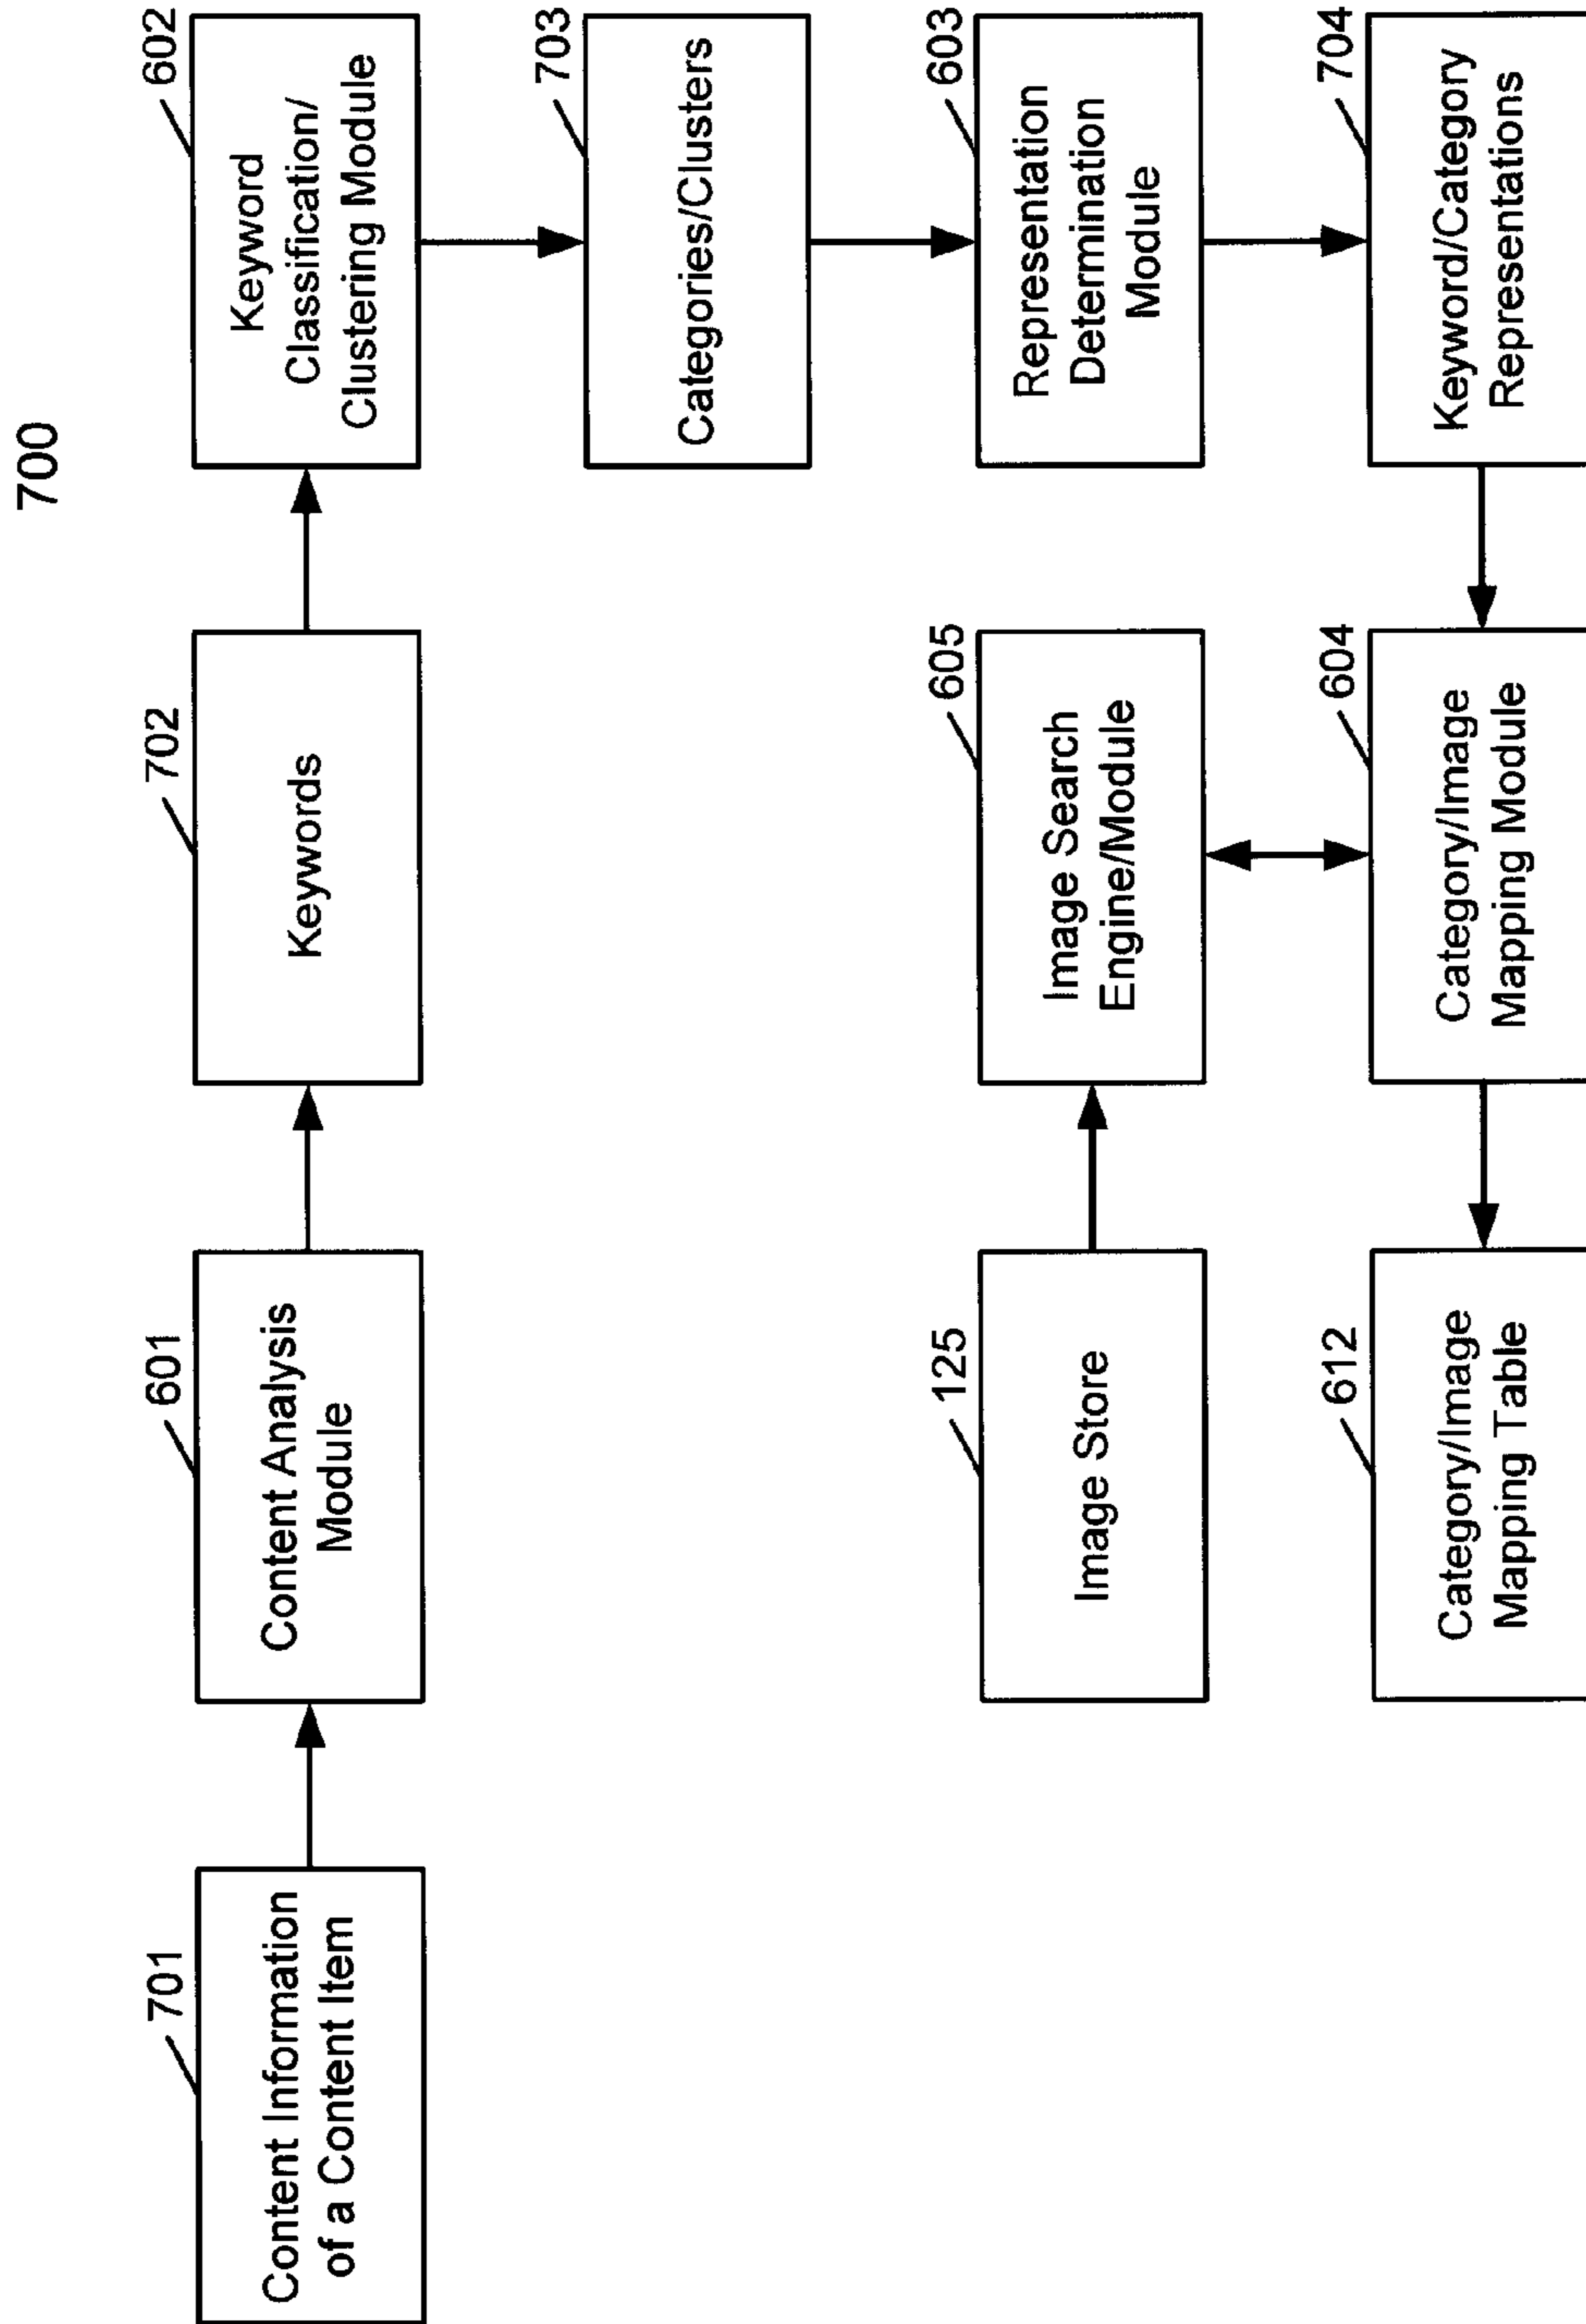 700
701
Content Information
of a Content Item
601
Content Analysis
Module
702
Keywords
602
Keyword
Classification/
Clustering Module
703
Categories/Clusters
125
Image Store
605
Image Search
Engine/Module
603
Representation
Determination
Module
612
Category/Image
Mapping Table
604
Category/Image
Mapping Module
704
Keyword/Category
Representations